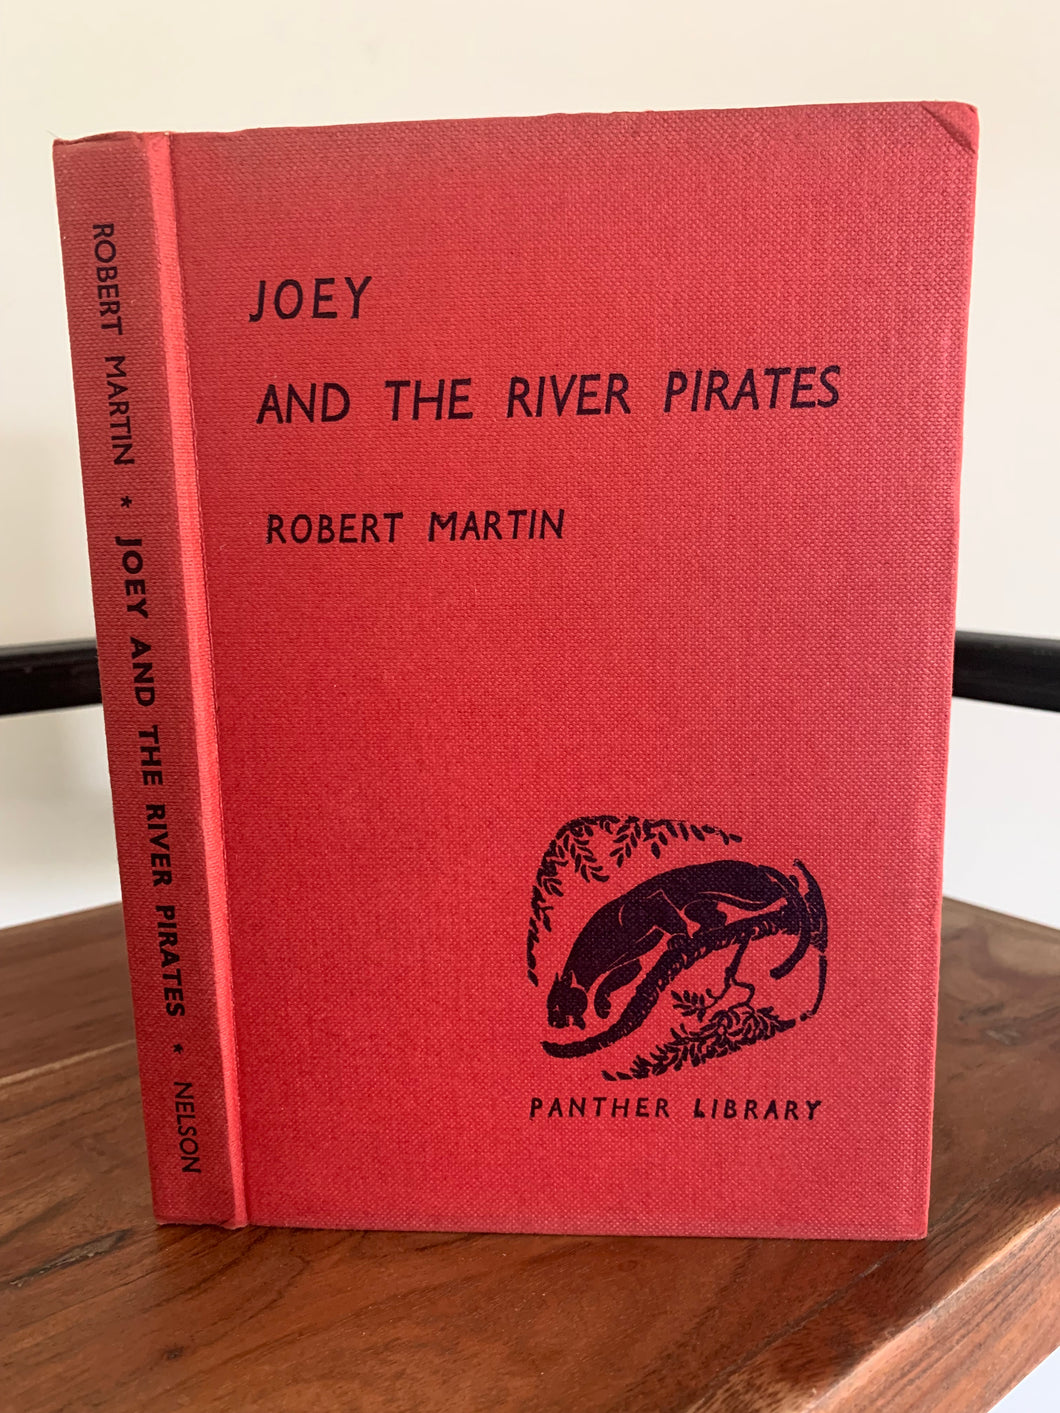 ROBERT MARTIN * JOEY AND THE RIVER PIRATES * NELSON
JOEY
AND THE RIVER PIRATES
ROBERT MARTIN
PANTHER LIBRARY